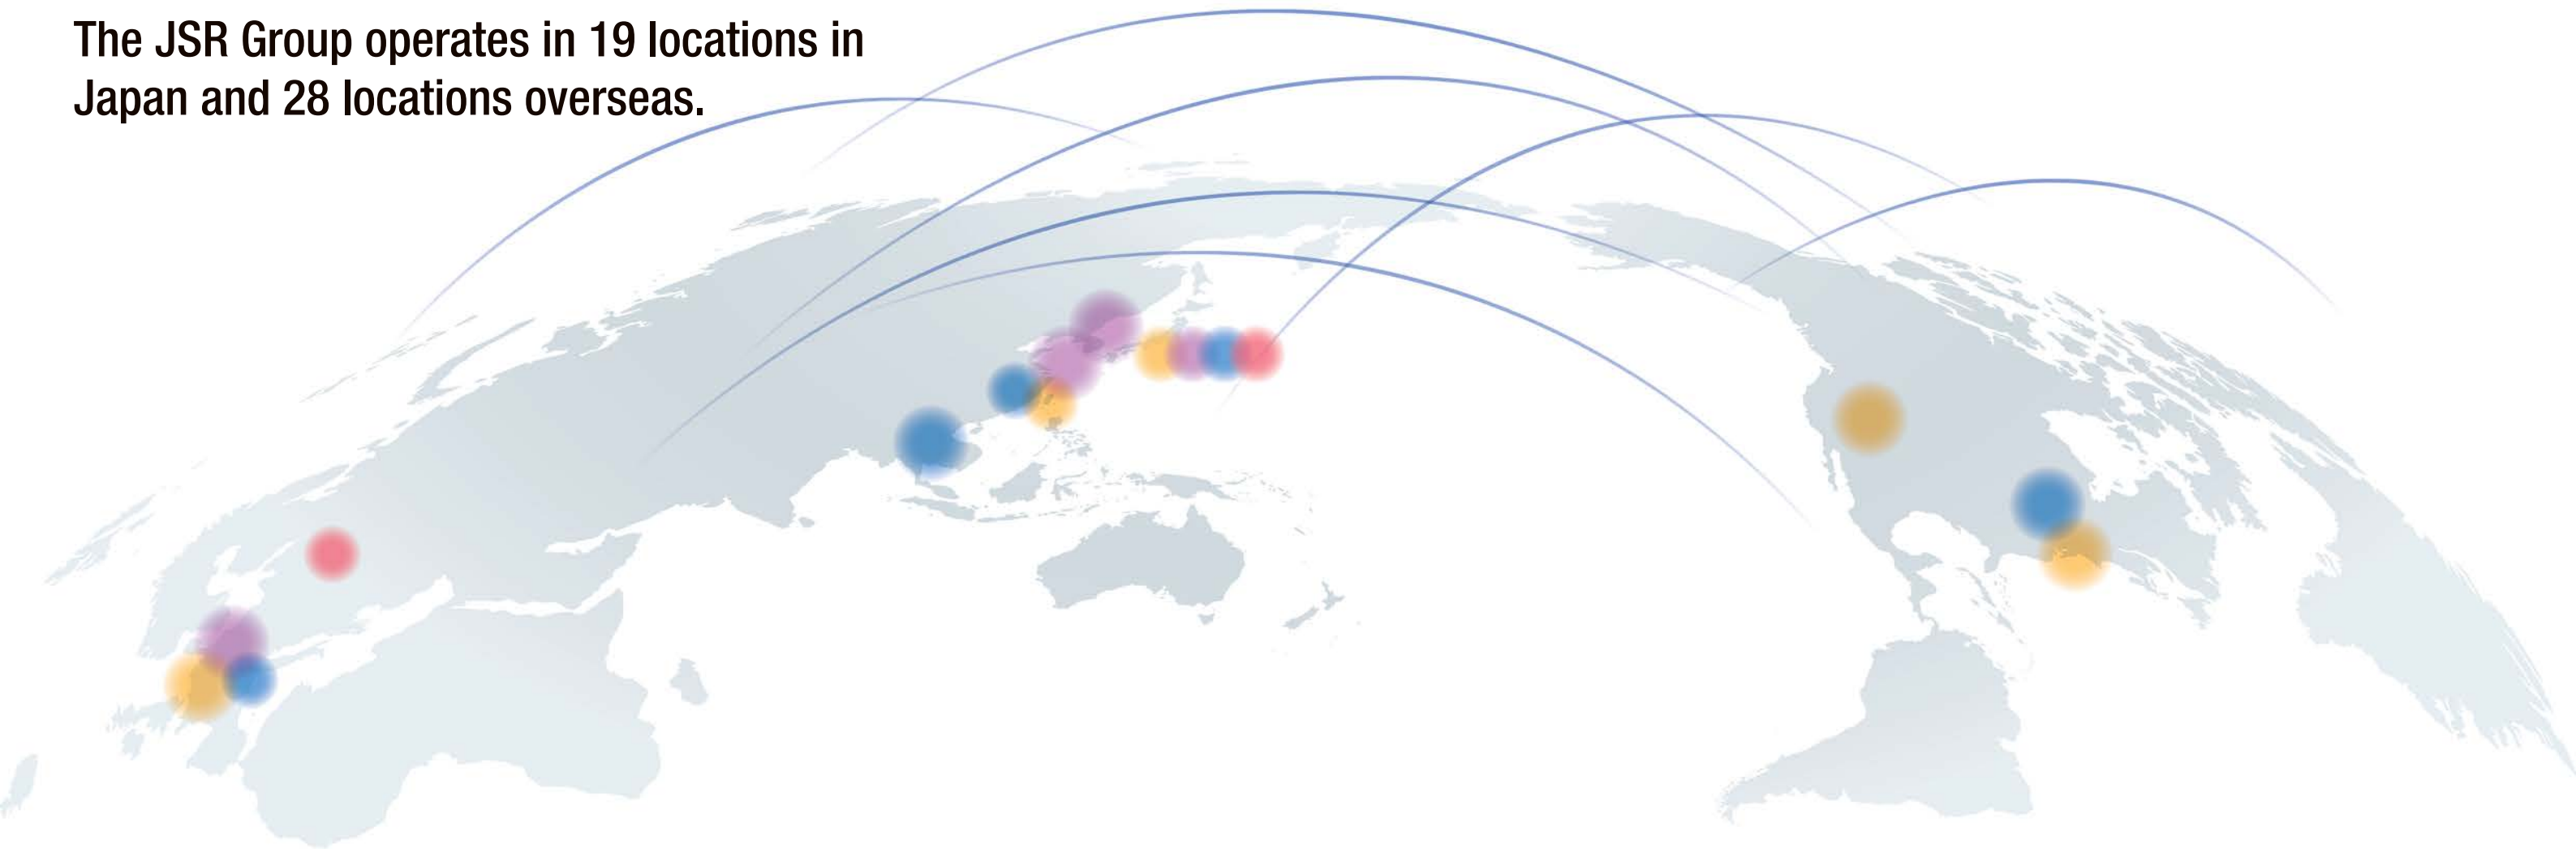 The JSR Group operates in 19 locations in
Japan and 28 locations overseas.